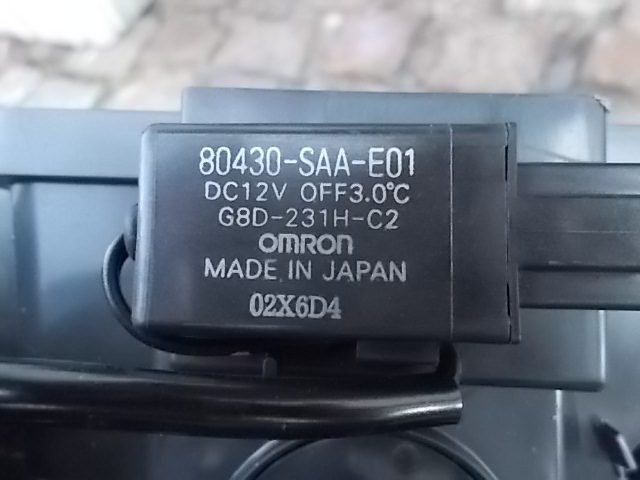 80430-SAA-E01
DC12V OFF3.0℃
G8D-231H-C2
omron
MADE IN JAPAN
02X6D4